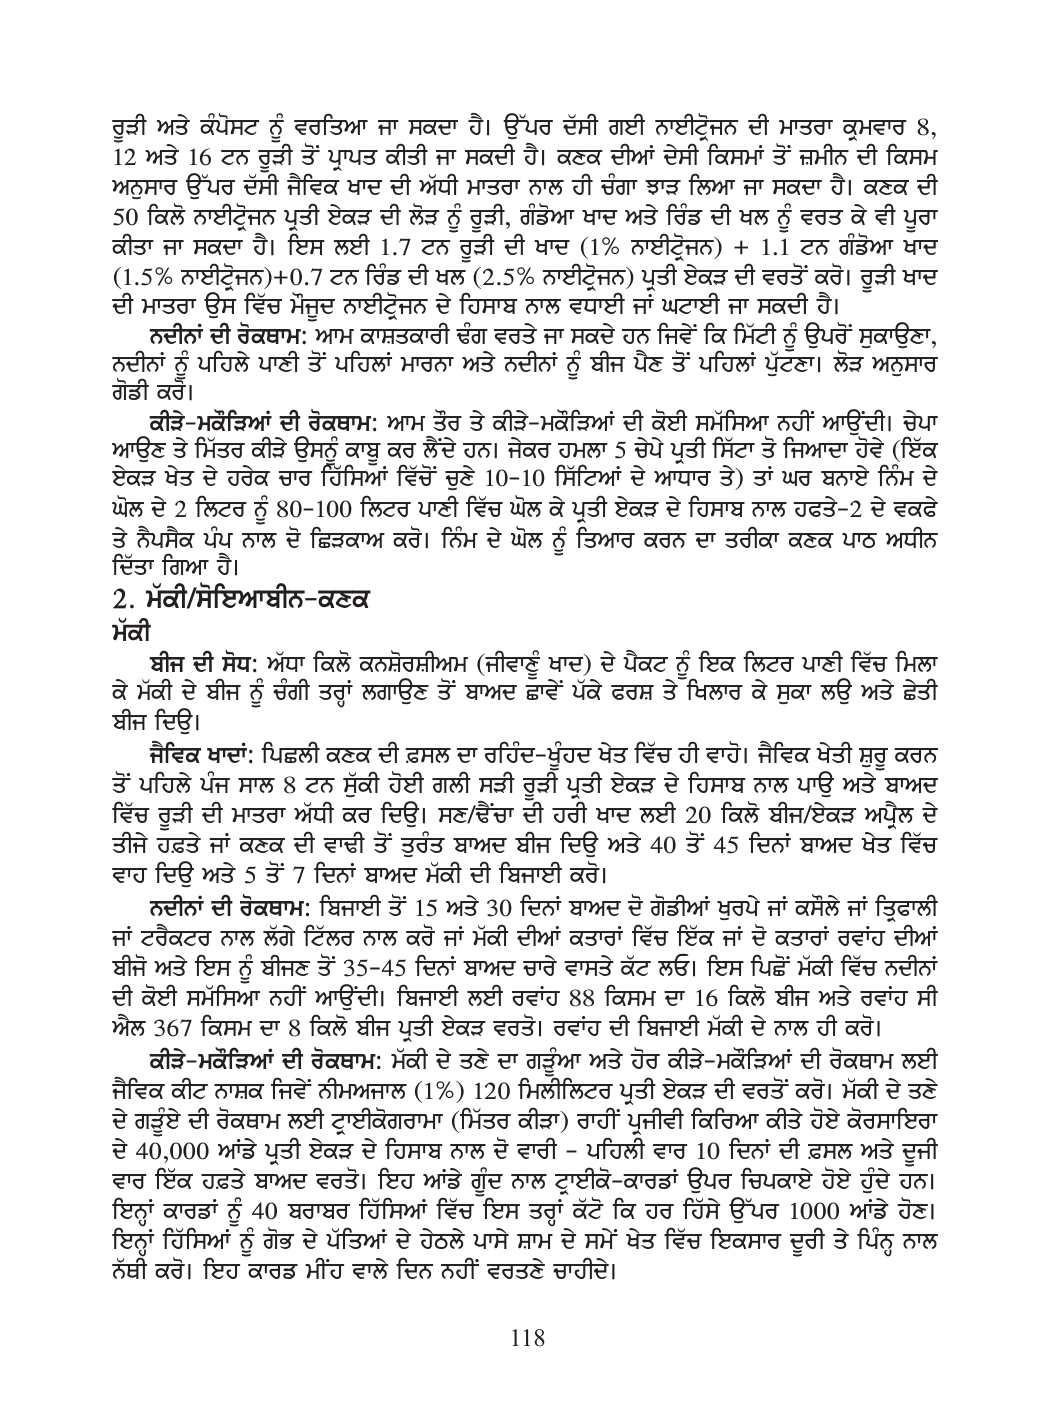 ਰੂੜੀ ਅਤੇ ਕੰਪੋਸਟ ਨੂੰ ਵਰਤਿਆ ਜਾ ਸਕਦਾ ਹੈ। ਉੱਪਰ ਦੱਸੀ ਗਈ ਨਾਈਟ੍ਰੋਜਨ ਦੀ ਮਾਤਰਾ ਕ੍ਰਮਵਾਰ 8,
12 ਅਤੇ 16 ਟਨ ਰੂੜੀ ਤੋਂ ਪ੍ਰਾਪਤ ਕੀਤੀ ਜਾ ਸਕਦੀ ਹੈ। ਕਣਕ ਦੀਆਂ ਦੇਸੀ ਕਿਸਮਾਂ ਤੋਂ ਜ਼ਮੀਨ ਦੀ ਕਿਸਮ
ਅਨੁਸਾਰ ਉੱਪਰ ਦੱਸੀ ਜੈਵਿਕ ਖਾਦ ਦੀ ਅੱਧੀ ਮਾਤਰਾ ਨਾਲ ਹੀ ਚੰਗਾ ਝਾੜ ਲਿਆ ਜਾ ਸਕਦਾ ਹੈ। ਕਣਕ ਦੀ
50 ਕਿਲੋ ਨਾਈਟ੍ਰੋਜਨ ਪ੍ਰਤੀ ਏਕੜ ਦੀ ਲੋੜ ਨੂੰ ਰੂੜੀ, ਗੰਡੋਆ ਖਾਦ ਅਤੇ ਰਿੰਡ ਦੀ ਖਲ ਨੂੰ ਵਰਤ ਕੇ ਵੀ ਪੂਰਾ
ਕੀਤਾ ਜਾ ਸਕਦਾ ਹੈ। ਇਸ ਲਈ 1.7 ਟਨ ਰੂੜੀ ਦੀ ਖਾਦ (1% ਨਾਈਟ੍ਰੋਜਨ) + 1.1 ਟਨ ਗੰਡੋਆ ਖਾਦ
(1.5% ਨਾਈਟ੍ਰੋਜਨ)+0.7 ਟਨ ਰਿੰਡ ਦੀ ਖਲ (2.5% ਨਾਈਟ੍ਰੋਜਨ) ਪ੍ਰਤੀ ਏਕੜ ਦੀ ਵਰਤੋਂ ਕਰੋ। ਰੂੜੀ ਖਾਦ
ਦੀ ਮਾਤਰਾ ਉਸ ਵਿੱਚ ਮੌਜੂਦ ਨਾਈਟ੍ਰੋਜਨ ਦੇ ਹਿਸਾਬ ਨਾਲ ਵਧਾਈ ਜਾਂ ਘਟਾਈ ਜਾ ਸਕਦੀ ਹੈ।
ਨਦੀਨਾਂ ਦੀ ਰੋਕਥਾਮ: ਆਮ ਕਾਸ਼ਤਕਾਰੀ ਢੰਗ ਵਰਤੇ ਜਾ ਸਕਦੇ ਹਨ ਜਿਵੇਂ ਕਿ ਮਿੱਟੀ ਨੂੰ ਉਪਰੋਂ ਸੁਕਾਉਣਾ,
ਨਦੀਨਾਂ ਨੂੰ ਪਹਿਲੇ ਪਾਣੀ ਤੋਂ ਪਹਿਲਾਂ ਮਾਰਨਾ ਅਤੇ ਨਦੀਨਾਂ ਨੂੰ ਬੀਜ ਪੈਣ ਤੋਂ ਪਹਿਲਾਂ ਪੁੱਟਣਾ। ਲੋੜ ਅਨੁਸਾਰ
ਗੋਡੀ ਕਰੋ।
ਕੀੜੇ-ਮਕੌੜਿਆਂ ਦੀ ਰੋਕਥਾਮ: ਆਮ ਤੌਰ ਤੇ ਕੀੜੇ-ਮਕੌੜਿਆਂ ਦੀ ਕੋਈ ਸਮੱਸਿਆ ਨਹੀਂ ਆਉਂਦੀ। ਚੇਪਾ
ਆਉਣ ਤੇ ਮਿੱਤਰ ਕੀੜੇ ਉਸਨੂੰ ਕਾਬੂ ਕਰ ਲੈਂਦੇ ਹਨ। ਜੇਕਰ ਹਮਲਾ 5 ਚੇਪੇ ਪ੍ਰਤੀ ਸਿੱਟਾ ਤੋ ਜਿਆਦਾ ਹੋਵੇ (ਇੱਕ
ਏਕੜ ਖੇਤ ਦੇ ਹਰੇਕ ਚਾਰ ਹਿੱਸਿਆਂ ਵਿੱਚੋਂ ਚੁਣੇ 10-10 ਸਿੱਟਿਆਂ ਦੇ ਆਧਾਰ ਤੇ) ਤਾਂ ਘਰ ਬਨਾਏ ਨਿੰਮ ਦੇ
ਘੋਲ ਦੇ 2 ਲਿਟਰ ਨੂੰ 80-100 ਲਿਟਰ ਪਾਣੀ ਵਿੱਚ ਘੋਲ ਕੇ ਪ੍ਰਤੀ ਏਕੜ ਦੇ ਹਿਸਾਬ ਨਾਲ ਹਫਤੇ-2 ਦੇ ਵਕਫੇ
ਤੇ ਨੈਪਸੈਕ ਪੰਪ ਨਾਲ ਦੋ ਛਿੜਕਾਅ ਕਰੋ। ਨਿੰਮ ਦੇ ਘੋਲ ਨੂੰ ਤਿਆਰ ਕਰਨ ਦਾ ਤਰੀਕਾ ਕਣਕ ਪਾਠ ਅਧੀਨ
ਦਿੱਤਾ ਗਿਆ ਹੈ।
2. ਮੱਕੀ/ਸੋਇਆਬੀਨ-ਕਣਕ
ਮੱਕੀ
ਬੀਜ ਦੀ ਸੋਧ: ਅੱਧਾ ਕਿਲੋ ਕਨਸ਼ੋਰਸ਼ੀਅਮ (ਜੀਵਾਣੂੰ ਖਾਦ) ਦੇ ਪੈਕਟ ਨੂੰ ਇਕ ਲਿਟਰ ਪਾਣੀ ਵਿੱਚ ਮਿਲਾ
ਕੇ ਮੱਕੀ ਦੇ ਬੀਜ ਨੂੰ ਚੰਗੀ ਤਰ੍ਹਾਂ ਲਗਾਉਣ ਤੋਂ ਬਾਅਦ ਛਾਵੇਂ ਪੱਕੇ ਫਰਸ਼ ਤੇ ਖਿਲਾਰ ਕੇ ਸੁਕਾ ਲਉ ਅਤੇ ਛੇਤੀ
ਬੀਜ ਦਿਉ।
ਜੈਵਿਕ ਖਾਦਾਂ: ਪਿਛਲੀ ਕਣਕ ਦੀ ਫ਼ਸਲ ਦਾ ਰਹਿੰਦ-ਖੂੰਹਦ ਖੇਤ ਵਿੱਚ ਹੀ ਵਾਹੋ। ਜੈਵਿਕ ਖੇਤੀ ਸ਼ੁਰੂ ਕਰਨ
ਤੋਂ ਪਹਿਲੇ ਪੰਜ ਸਾਲ 8 ਟਨ ਸੁੱਕੀ ਹੋਈ ਗਲੀ ਸੜੀ ਰੂੜੀ ਪ੍ਰਤੀ ਏਕੜ ਦੇ ਹਿਸਾਬ ਨਾਲ ਪਾਉ ਅਤੇ ਬਾਅਦ
ਵਿੱਚ ਰੂੜੀ ਦੀ ਮਾਤਰਾ ਅੱਧੀ ਕਰ ਦਿਉ। ਸਣ/ਢੈਂਚਾ ਦੀ ਹਰੀ ਖਾਦ ਲਈ 20 ਕਿਲੋ ਬੀਜ/ਏਕੜ ਅਪ੍ਰੈਲ ਦੇ
ਤੀਜੇ ਹਫ਼ਤੇ ਜਾਂ ਕਣਕ ਦੀ ਵਾਢੀ ਤੋਂ ਤੁਰੰਤ ਬਾਅਦ ਬੀਜ ਦਿਉ ਅਤੇ 40 ਤੋਂ 45 ਦਿਨਾਂ ਬਾਅਦ ਖੇਤ ਵਿੱਚ
ਵਾਹ ਦਿਉ ਅਤੇ 5 ਤੋਂ 7 ਦਿਨਾਂ ਬਾਅਦ ਮੱਕੀ ਦੀ ਬਿਜਾਈ ਕਰੋ।
ਨਦੀਨਾਂ ਦੀ ਰੋਕਥਾਮ: ਬਿਜਾਈ ਤੋਂ 15 ਅਤੇ 30 ਦਿਨਾਂ ਬਾਅਦ ਦੋ ਗੋਡੀਆਂ ਖੁਰਪੇ ਜਾਂ ਕਸੌਲੇ ਜਾਂ ਤ੍ਰਿਫਾਲੀ
ਜਾਂ ਟਰੈਕਟਰ ਨਾਲ ਲੱਗੇ ਟਿੱਲਰ ਨਾਲ ਕਰੋ ਜਾਂ ਮੱਕੀ ਦੀਆਂ ਕਤਾਰਾਂ ਵਿੱਚ ਇੱਕ ਜਾਂ ਦੋ ਕਤਾਰਾਂ ਰਵਾਂਹ ਦੀਆਂ
ਬੀਜੋ ਅਤੇ ਇਸ ਨੂੰ ਬੀਜਣ ਤੋਂ 35-45 ਦਿਨਾਂ ਬਾਅਦ ਚਾਰੇ ਵਾਸਤੇ ਕੱਟ ਲਓ। ਇਸ ਪਿਛੋਂ ਮੱਕੀ ਵਿੱਚ ਨਦੀਨਾਂ
ਦੀ ਕੋਈ ਸਮੱਸਿਆ ਨਹੀਂ ਆਉਂਦੀ। ਬਿਜਾਈ ਲਈ ਰਵਾਂਹ 88 ਕਿਸਮ ਦਾ 16 ਕਿਲੋ ਬੀਜ ਅਤੇ ਰਵਾਂਹ ਸੀ
ਐਲ 367 ਕਿਸਮ ਦਾ 8 ਕਿਲੋ ਬੀਜ ਪ੍ਰਤੀ ਏਕੜ ਵਰਤੋ। ਰਵਾਂਹ ਦੀ ਬਿਜਾਈ ਮੱਕੀ ਦੇ ਨਾਲ ਹੀ ਕਰੋ।
ਕੀੜੇ-ਮਕੌੜਿਆਂ ਦੀ ਰੋਕਥਾਮ: ਮੱਕੀ ਦੇ ਤਣੇ ਦਾ ਗੜੂੰਆ ਅਤੇ ਹੋਰ ਕੀੜੇ-ਮਕੌੜਿਆਂ ਦੀ ਰੋਕਥਾਮ ਲਈ
ਜੈਵਿਕ ਕੀਟ ਨਾਸ਼ਕ ਜਿਵੇਂ ਨੀਮਅਜਾਲ (1%) 120 ਮਿਲੀਲਿਟਰ ਪ੍ਰਤੀ ਏਕੜ ਦੀ ਵਰਤੋਂ ਕਰੋ। ਮੱਕੀ ਦੇ ਤਣੇ
ਦੇ ਗੜੂੰਏ ਦੀ ਰੋਕਥਾਮ ਲਈ ਟ੍ਰਾਈਕੋਗਰਾਮਾ (ਮਿੱਤਰ ਕੀੜਾ) ਰਾਹੀਂ ਪ੍ਰਜੀਵੀ ਕਿਰਿਆ ਕੀਤੇ ਹੋਏ ਕੋਰਸਾਇਰਾ
ਦੇ 40,000 ਆਂਡੇ ਪ੍ਰਤੀ ਏਕੜ ਦੇ ਹਿਸਾਬ ਨਾਲ ਦੋ ਵਾਰੀ - ਪਹਿਲੀ ਵਾਰ 10 ਦਿਨਾਂ ਦੀ ਫ਼ਸਲ ਅਤੇ ਦੂਜੀ
ਵਾਰ ਇੱਕ ਹਫ਼ਤੇ ਬਾਅਦ ਵਰਤੋ। ਇਹ ਆਂਡੇ ਗੂੰਦ ਨਾਲ ਟ੍ਰਾਈਕੋ-ਕਾਰਡਾਂ ਉਪਰ ਚਿਪਕਾਏ ਹੋਏ ਹੁੰਦੇ ਹਨ।
ਇਨ੍ਹਾਂ ਕਾਰਡਾਂ ਨੂੰ 40 ਬਰਾਬਰ ਹਿੱਸਿਆਂ ਵਿੱਚ ਇਸ ਤਰ੍ਹਾਂ ਕੱਟੋ ਕਿ ਹਰ ਹਿੱਸੇ ਉੱਪਰ 1000 ਆਂਡੇ ਹੋਣ।
ਇਨ੍ਹਾਂ ਹਿੱਸਿਆਂ ਨੂੰ ਗੋਭ ਦੇ ਪੱਤਿਆਂ ਦੇ ਹੇਠਲੇ ਪਾਸੇ ਸ਼ਾਮ ਦੇ ਸਮੇਂ ਖੇਤ ਵਿੱਚ ਇਕਸਾਰ ਦੂਰੀ ਤੇ ਪਿੰਨ੍ਹ ਨਾਲ
ਨੱਥੀ ਕਰੋ। ਇਹ ਕਾਰਡ ਮੀਂਹ ਵਾਲੇ ਦਿਨ ਨਹੀਂ ਵਰਤਣੇ ਚਾਹੀਦੇ।
118